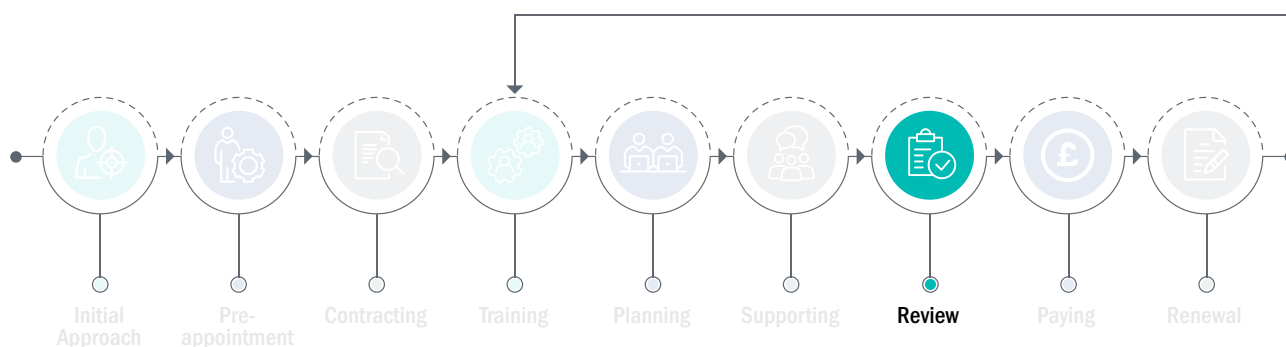 £
Initial
Approach
Pre-
appointment
Contracting
Training
Planning
Supporting
Review
Paying
Renewal